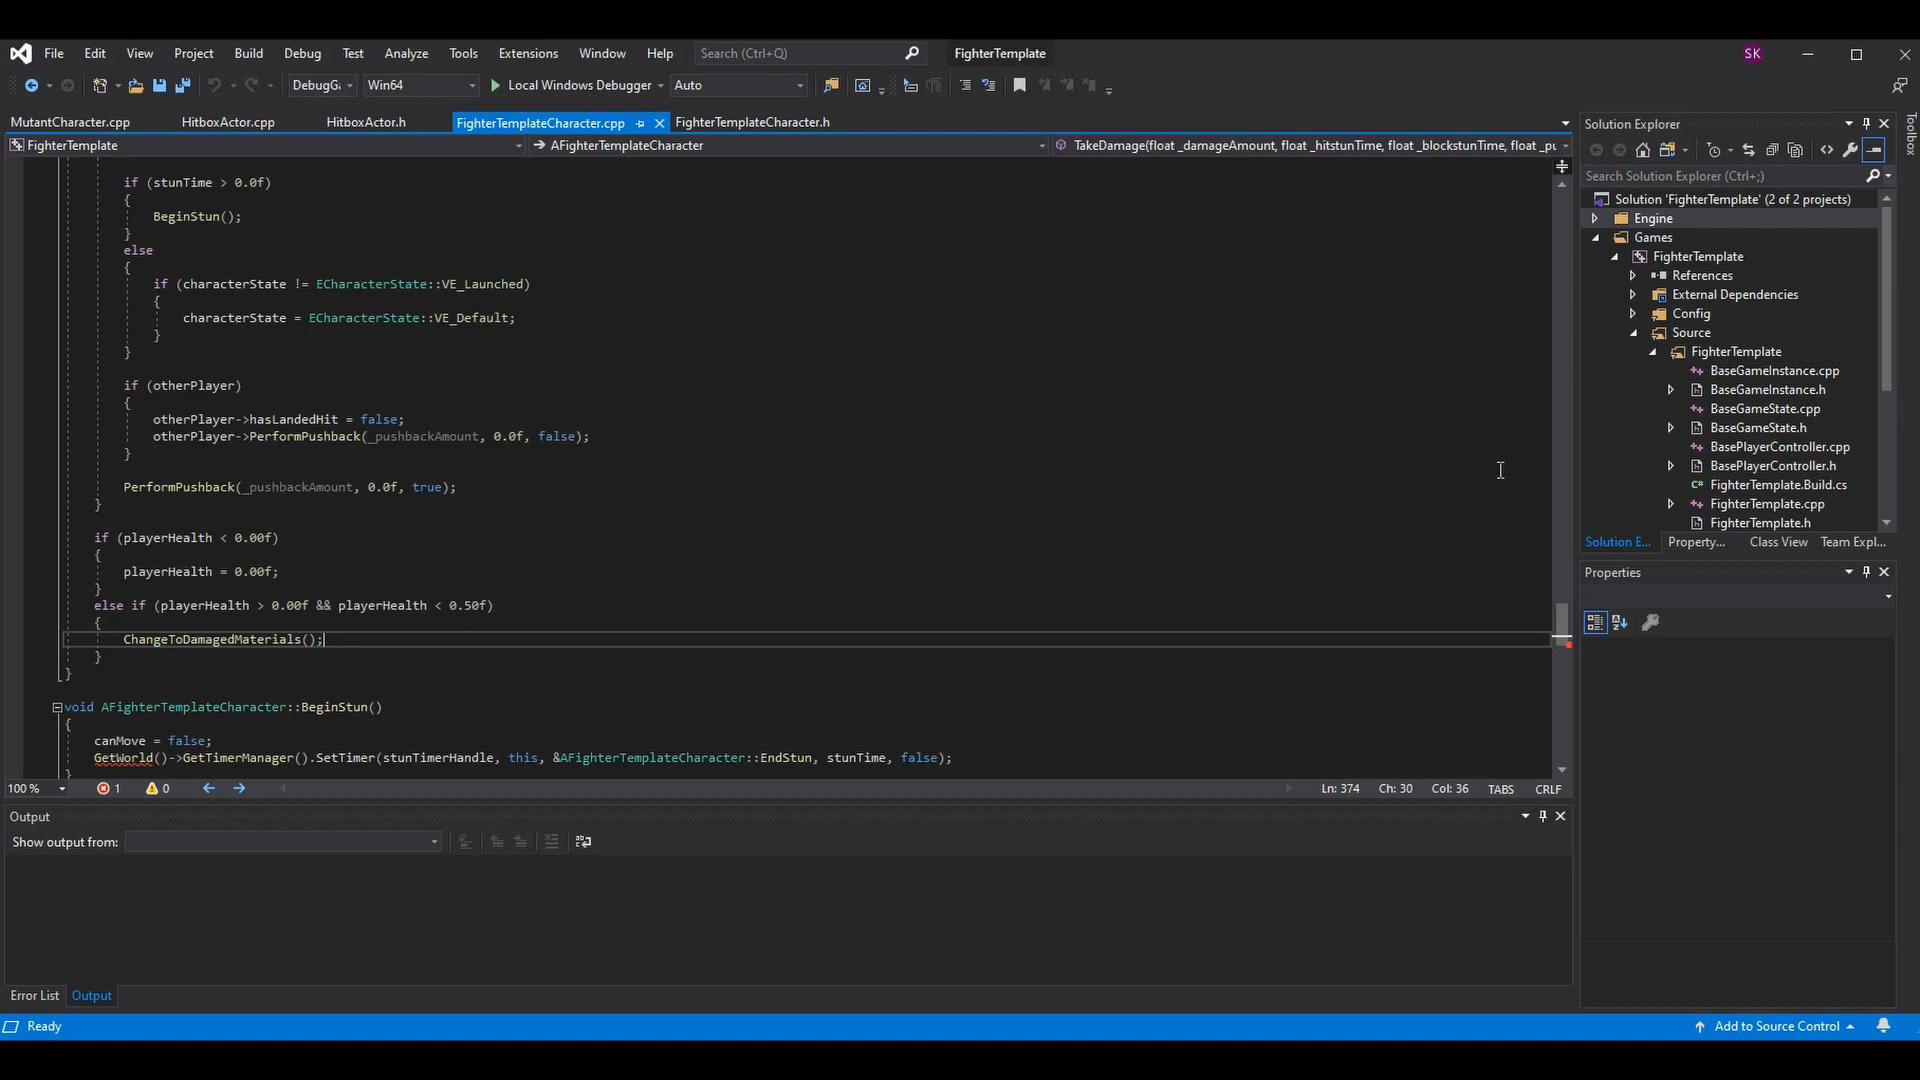 File Edit View Project Build Debug Test Analyze Tools Extensions Window Help Search (Ctrl+Q) FighterTemplate SK
DebugG Win64 Local Windows Debugger Auto
MutantCharacter.cpp HitboxActor.cpp HitboxActor.h FighterTemplateCharacter.cpp FighterTemplateCharacter.h
FighterTemplate AFighterTemplateCharacter TakeDamage(float _damageAmount, float _hitstunTime, float _blockstunTime, float _pu
if (stunTime > 0.0f)
{
BeginStun();
}
else
{
if (characterState != ECharacterState::VE_Launched)
{
characterState = ECharacterState::VE_Default;
}
}
if (otherPlayer)
{
otherPlayer->hasLandedHit = false;
otherPlayer->PerformPushback(_pushbackAmount, 0.0f, false);
}
PerformPushback(_pushbackAmount, 0.0f, true);
}
if (playerHealth < 0.00f)
{
playerHealth = 0.00f;
}
else if (playerHealth > 0.00f && playerHealth < 0.50f)
{
ChangeToDamagedMaterials();
}
}
void AFighterTemplateCharacter::BeginStun()
{
canMove = false;
GetWorld()->GetTimerManager().SetTimer(stunTimerHandle, this, &AFighterTemplateCharacter::EndStun, stunTime, false);
}
100 % 1 0 Ln: 374 Ch: 30 Col: 36 TABS CRLF
Output
Show output from:
Error List Output
Solution Explorer
Search Solution Explorer (Ctrl+;)
Solution 'FighterTemplate' (2 of 2 projects)
Engine
Games
FighterTemplate
References
External Dependencies
Config
Source
FighterTemplate
BaseGameInstance.cpp
BaseGameInstance.h
BaseGameState.cpp
BaseGameState.h
BasePlayerController.cpp
BasePlayerController.h
C# FighterTemplate.Build.cs
FighterTemplate.cpp
FighterTemplate.h
Solution E... Property... Class View Team Expl...
Properties
Toolbox
Ready Add to Source Control